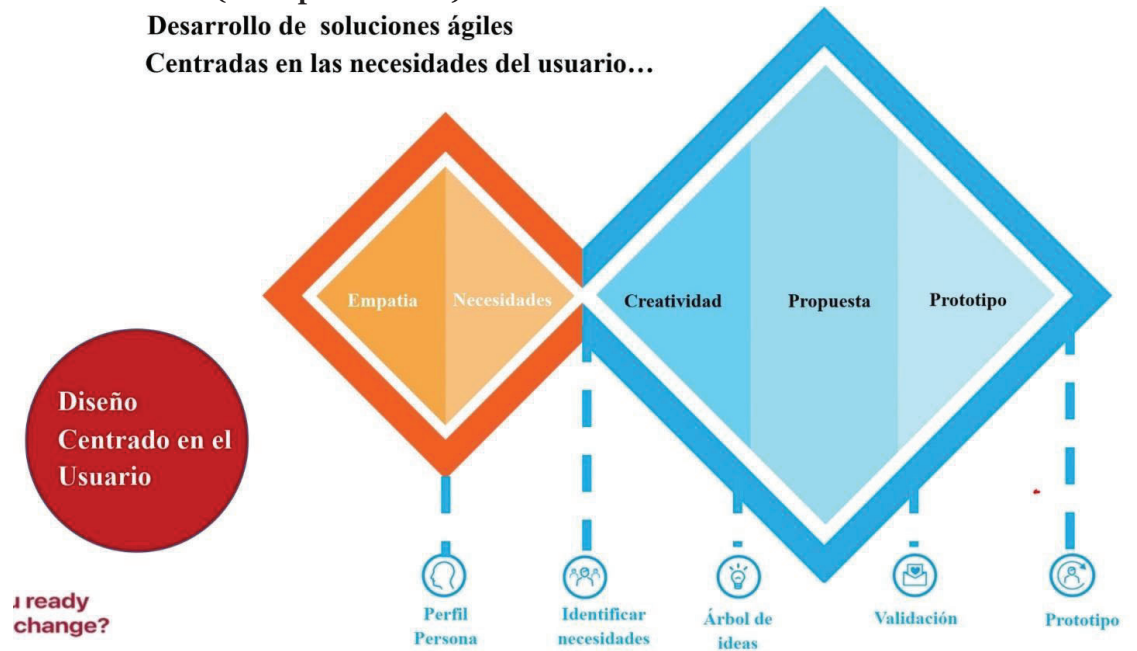 Desarrollo de soluciones ágiles
Centradas en las necesidades del usuario…
Empatia
Necesidades
Creatividad
Propuesta
Prototipo
Diseño
Centrado en el
Usuario
ready
change?
Perfil
Persona
Identificar
necesidades
Árbol de
ideas
Validación
Prototipo